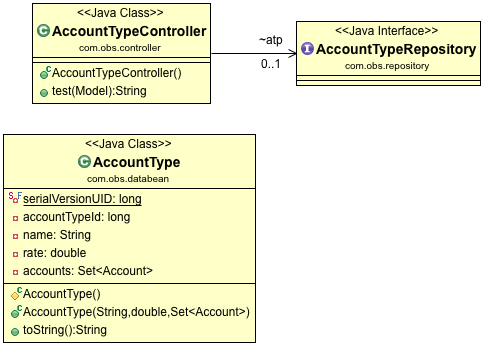 <<Java Class>>
AccountTypeController
com.obs.controller
AccountTypeController()
test(Model):String
~atp
0..1
<<Java Interface>>
AccountTypeRepository
com.obs.repository
<<Java Class>>
AccountType
com.obs.databean
serialVersionUID: long
accountTypeId: long
name: String
rate: double
accounts: Set<Account>
AccountType()
AccountType(String,double,Set<Account>)
toString():String